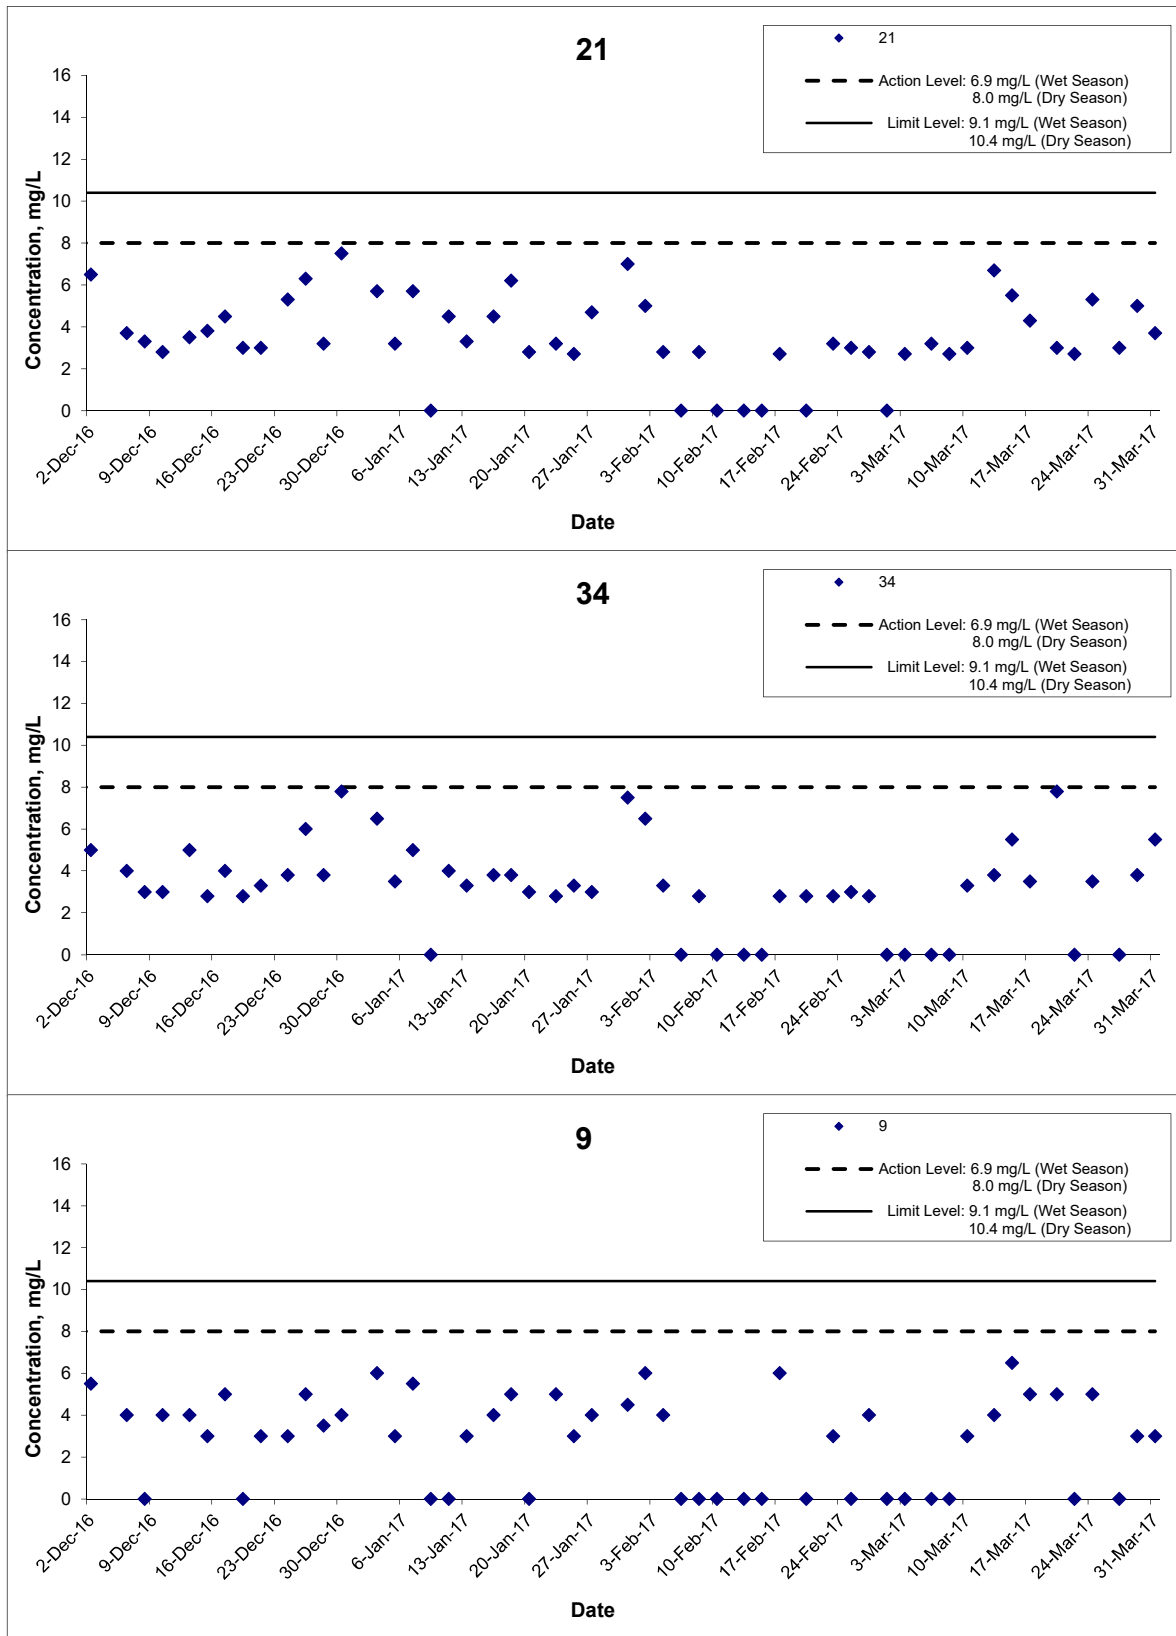 21
21
Action Level: 6.9 mg/L (Wet Season)
8.0 mg/L (Dry Season)
Limit Level: 9.1 mg/L (Wet Season)
10.4 mg/L (Dry Season)
Concentration, mg/L
16
14
12
10
8
6
4
2
0
2-Dec-16
9-Dec-16
16-Dec-16
23-Dec-16
30-Dec-16
6-Jan-17
13-Jan-17
20-Jan-17
27-Jan-17
3-Feb-17
10-Feb-17
17-Feb-17
24-Feb-17
3-Mar-17
10-Mar-17
17-Mar-17
24-Mar-17
31-Mar-17
Date
34
34
Action Level: 6.9 mg/L (Wet Season)
8.0 mg/L (Dry Season)
Limit Level: 9.1 mg/L (Wet Season)
10.4 mg/L (Dry Season)
Concentration, mg/L
16
14
12
10
8
6
4
2
0
2-Dec-16
9-Dec-16
16-Dec-16
23-Dec-16
30-Dec-16
6-Jan-17
13-Jan-17
20-Jan-17
27-Jan-17
3-Feb-17
10-Feb-17
17-Feb-17
24-Feb-17
3-Mar-17
10-Mar-17
17-Mar-17
24-Mar-17
31-Mar-17
Date
9
9
Action Level: 6.9 mg/L (Wet Season)
8.0 mg/L (Dry Season)
Limit Level: 9.1 mg/L (Wet Season)
10.4 mg/L (Dry Season)
Concentration, mg/L
16
14
12
10
8
6
4
2
0
2-Dec-16
9-Dec-16
16-Dec-16
23-Dec-16
30-Dec-16
6-Jan-17
13-Jan-17
20-Jan-17
27-Jan-17
3-Feb-17
10-Feb-17
17-Feb-17
24-Feb-17
3-Mar-17
10-Mar-17
17-Mar-17
24-Mar-17
31-Mar-17
Date